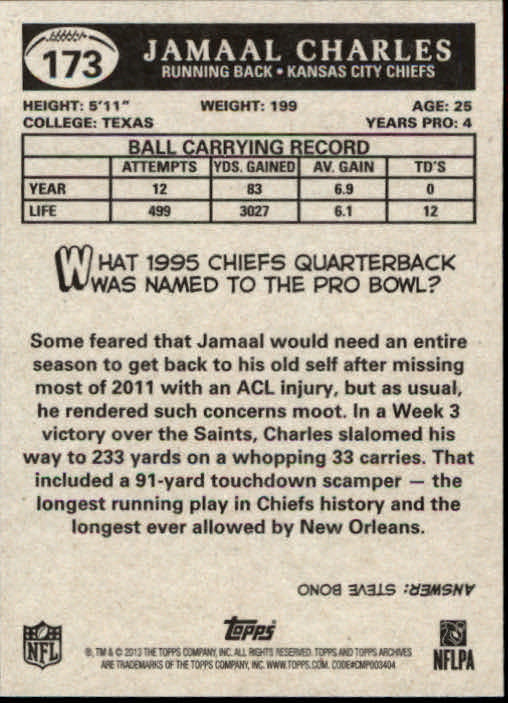 173
JAMAAL CHARLES
RUNNING BACK • KANSAS CITY CHIEFS
HEIGHT: 5'11" WEIGHT: 199 AGE: 25
COLLEGE: TEXAS YEARS PRO: 4
BALL CARRYING RECORD
ATTEMPTS YDS. GAINED AV. GAIN TD'S
YEAR 12 83 6.9 0
LIFE 499 3027 6.1 12
WHAT 1995 CHIEFS QUARTERBACK
WAS NAMED TO THE PRO BOWL?
Some feared that Jamaal would need an entire
season to get back to his old self after missing
most of 2011 with an ACL injury, but as usual,
he rendered such concerns moot. In a Week 3
victory over the Saints, Charles slalomed his
way to 233 yards on a whopping 33 carries. That
included a 91-yard touchdown scamper — the
longest running play in Chiefs history and the
longest ever allowed by New Orleans.
ANSWER: STEVE BONO
NFL
Topps
®, TM & © 2013 THE TOPPS COMPANY, INC. ALL RIGHTS RESERVED. TOPPS AND TOPPS ARCHIVES
ARE TRADEMARKS OF THE TOPPS COMPANY, INC. WWW.TOPPS.COM. CODE#CMP003404
NFLPA